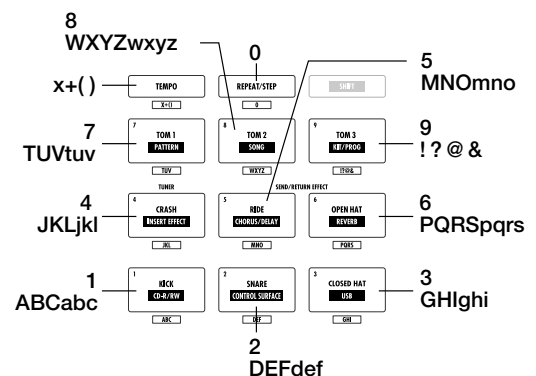 8
WXYZwxyz
0
5
MNOmno
x+( )
TEMPO
REPEAT/STEP
SHIFT
X+()
0
7
TUVtuv
7
TOM 1
PATTERN
8
TOM 2
SONG
9
TOM 3
KIT/PROG
9
! ? @ &
TUV
WXYZ
!?@&
TUNER
SEND/RETURN EFFECT
4
JKLjkl
4
CRASH
INSERT EFFECT
5
RIDE
CHORUS/DELAY
6
OPEN HAT
REVERB
6
PQRSpqrs
JKL
MNO
PQRS
1
ABCabc
1
KICK
CD-R/RW
2
SNARE
CONTROL SURFACE
3
CLOSED HAT
USB
3
GHIghi
ABC
DEF
GHI
2
DEFdef